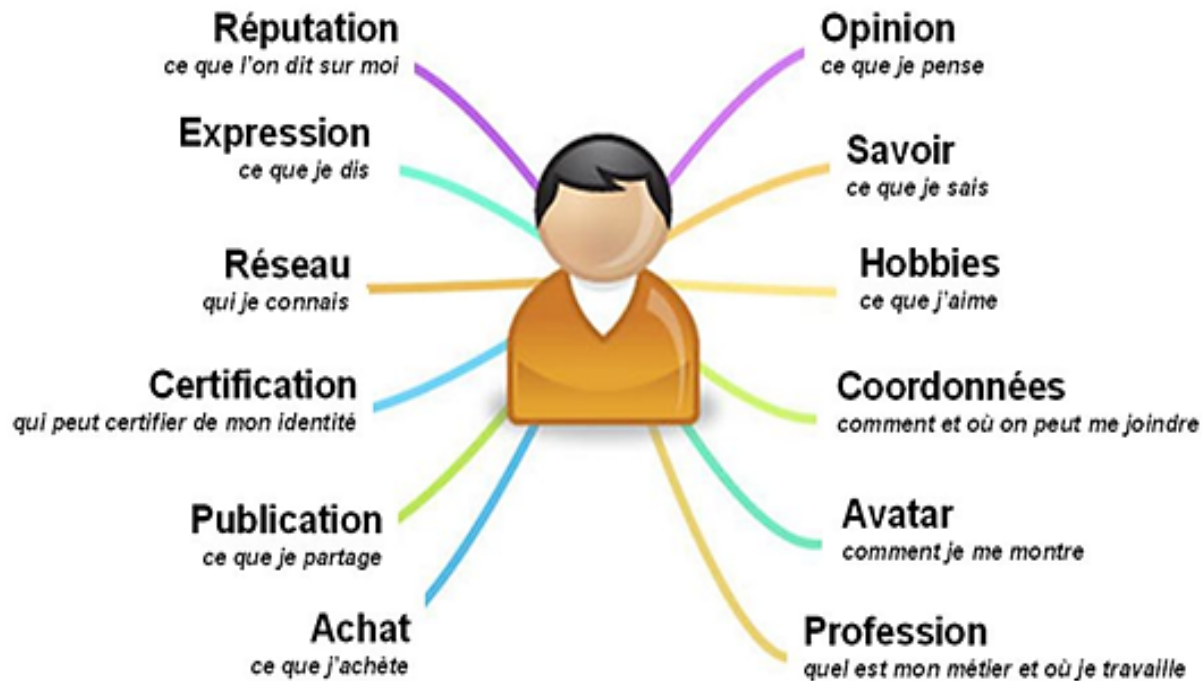 Réputation
ce que l'on dit sur moi
Expression
ce que je dis
Réseau
qui je connais
Certification
qui peut certifier de mon identité
Publication
ce que je partage
Achat
ce que j'achète
Opinion
ce que je pense
Savoir
ce que je sais
Hobbies
ce que j'aime
Coordonnées
comment et où on peut me joindre
Avatar
comment je me montre
Profession
quel est mon métier et où je travaille